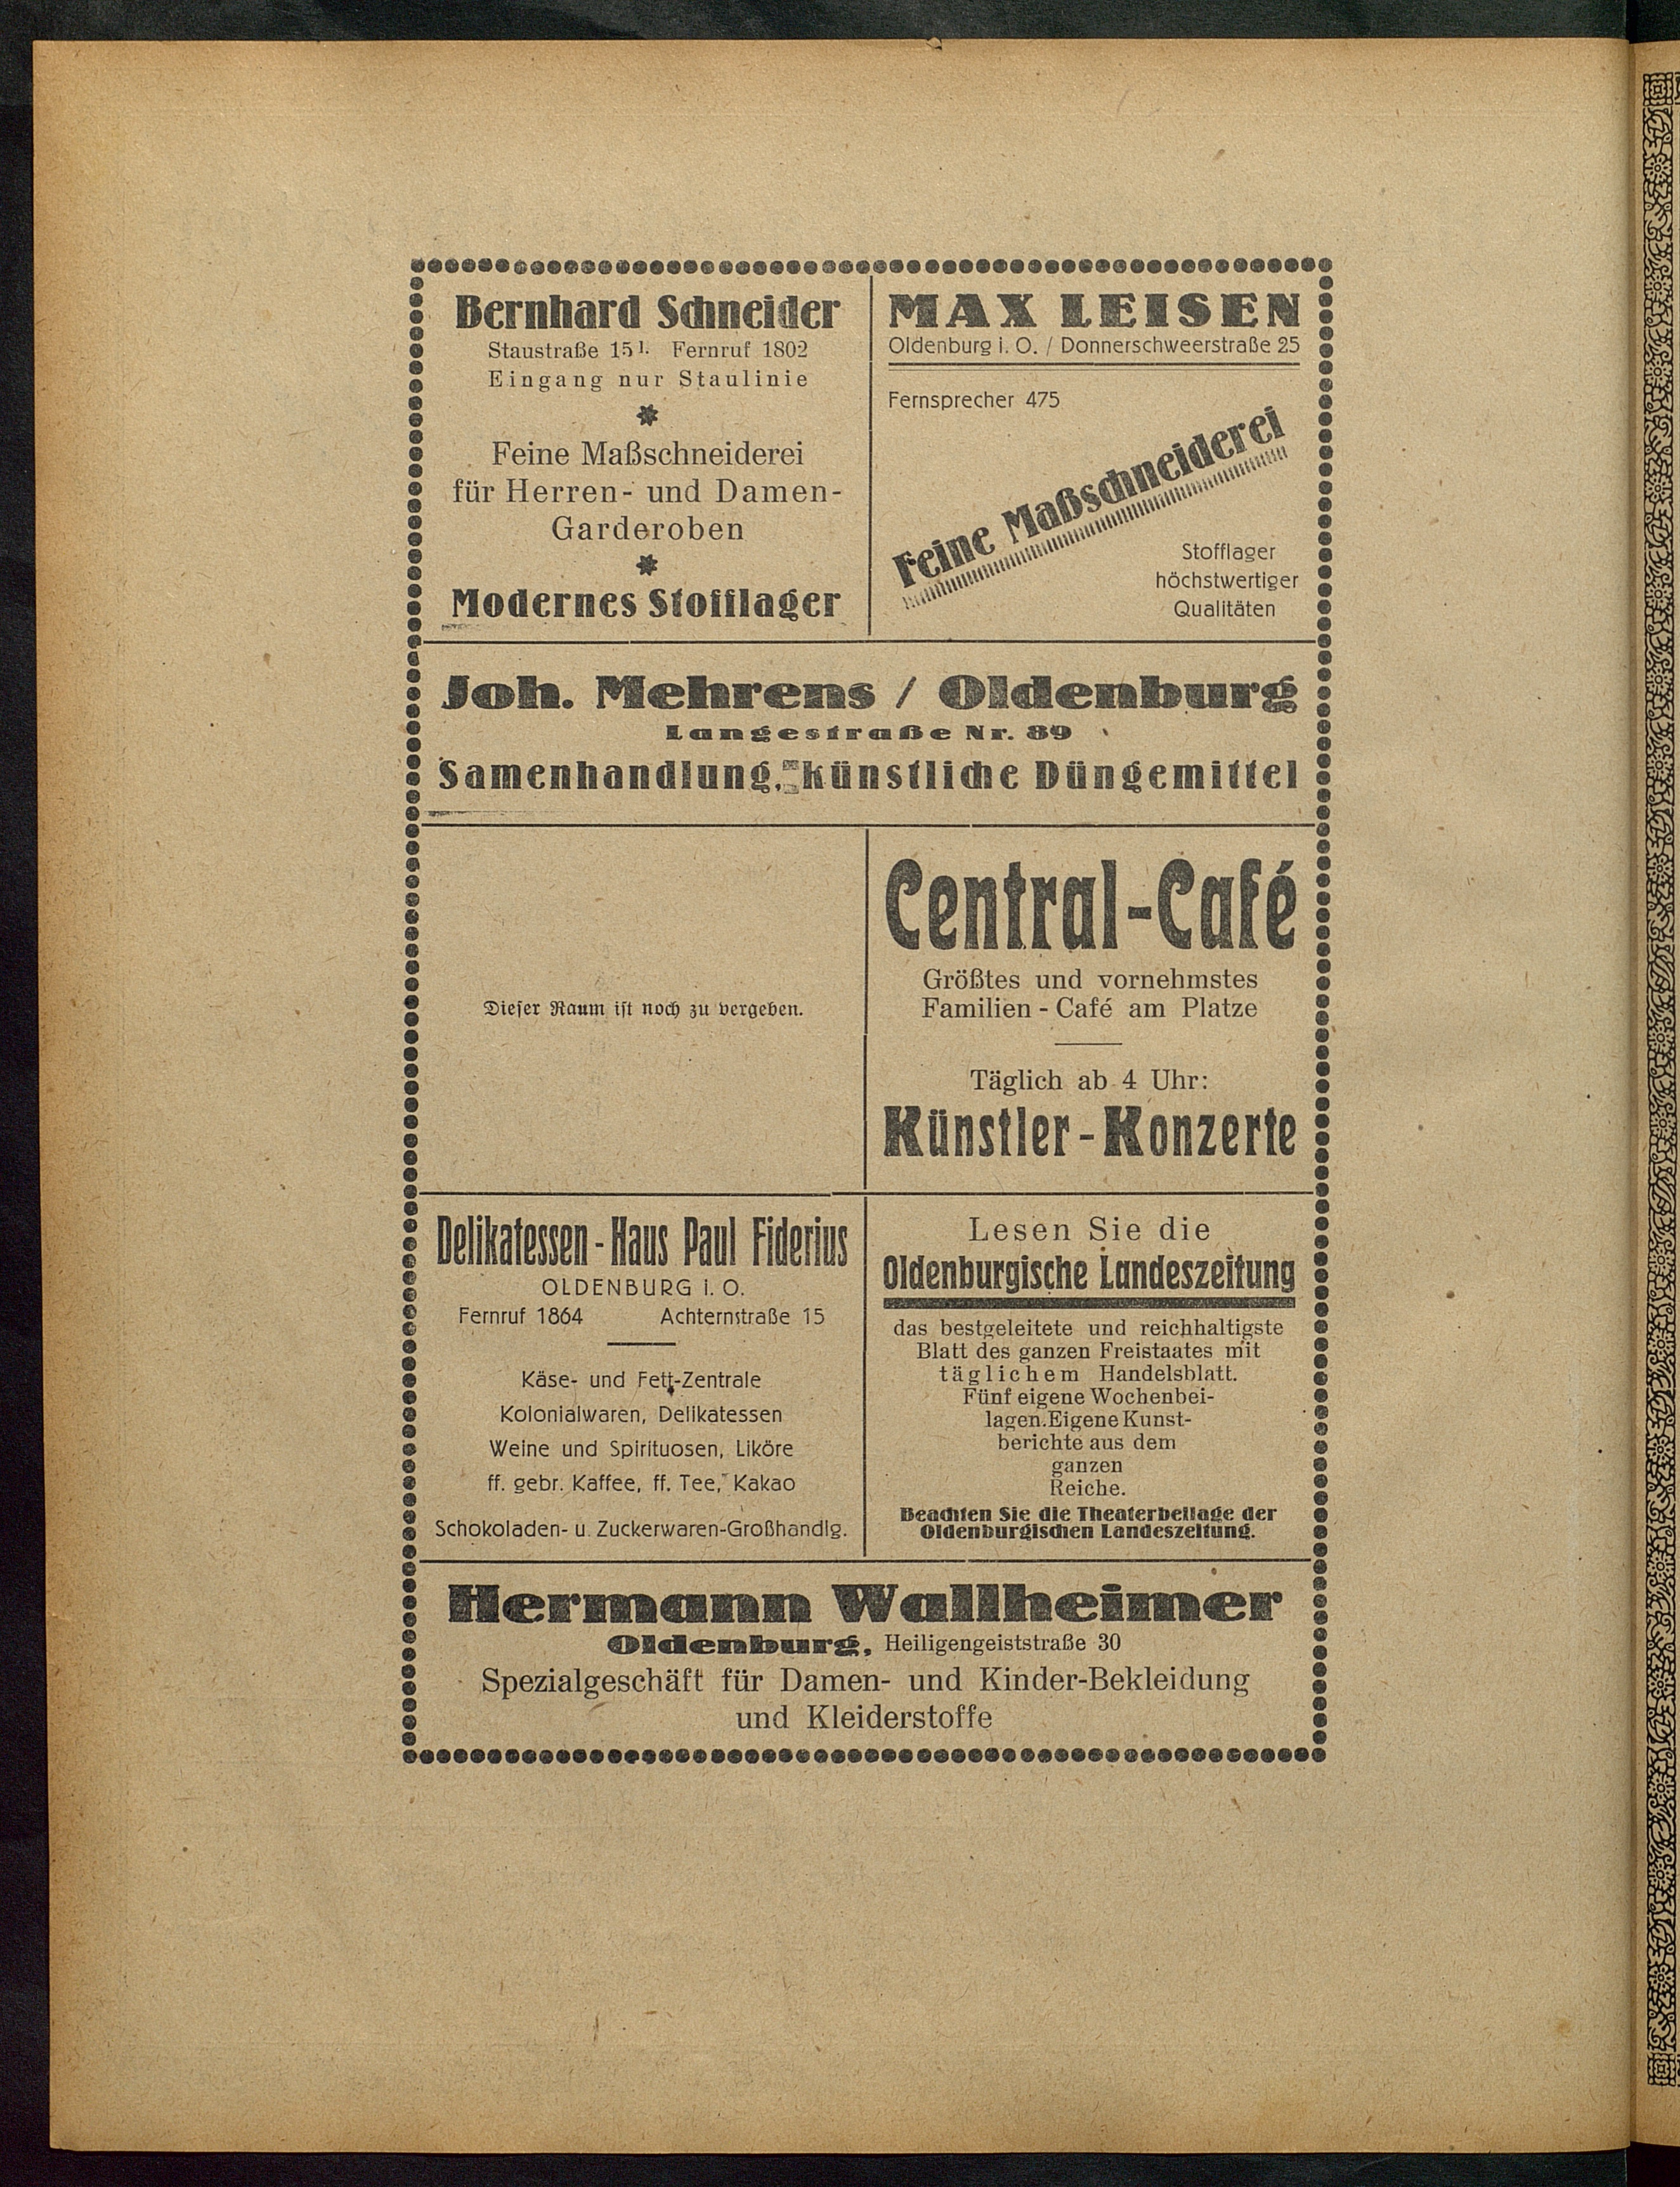 Bernhard Schneider
Staustraße 15 I. Fernruf 1802
Eingang nur Staulinie
Feine Maßschneiderei
für Herren- und Damen-
Garderoben
Modernes Stofflager
MAX LEISEN
Oldenburg i. O. / Donnerschweerstraße 25
Fernsprecher 475
Feine Maßschneiderei
Stofflager
höchstwertiger
Qualitäten
Joh. Mehrens / Oldenburg
Langestraße Nr. 89
Samenhandlung, künstliche Düngemittel
Dieser Raum ist noch zu vergeben.
Central-Café
Größtes und vornehmstes
Familien - Café am Platze
Täglich ab 4 Uhr:
Künstler - Konzerte
Delikatessen - Haus Paul Fiderius
OLDENBURG i. O.
Fernruf 1864 Achternstraße 15
Käse- und Fett-Zentrale
Kolonialwaren, Delikatessen
Weine und Spirituosen, Liköre
ff. gebr. Kaffee, ff. Tee, Kakao
Schokoladen- u. Zuckerwaren-Großhandlg.
Lesen Sie die
Oldenburgische Landeszeitung
das bestgeleitete und reichhaltigste
Blatt des ganzen Freistaates mit
täglichem Handelsblatt.
Fünf eigene Wochenbei-
lagen. Eigene Kunst-
berichte aus dem
ganzen
Reiche.
Beachten Sie die Theaterbeilage der
Oldenburgischen Landeszeitung.
Hermann Wallheimer
Oldenburg, Heiligengeiststraße 30
Spezialgeschäft für Damen- und Kinder-Bekleidung
und Kleiderstoffe